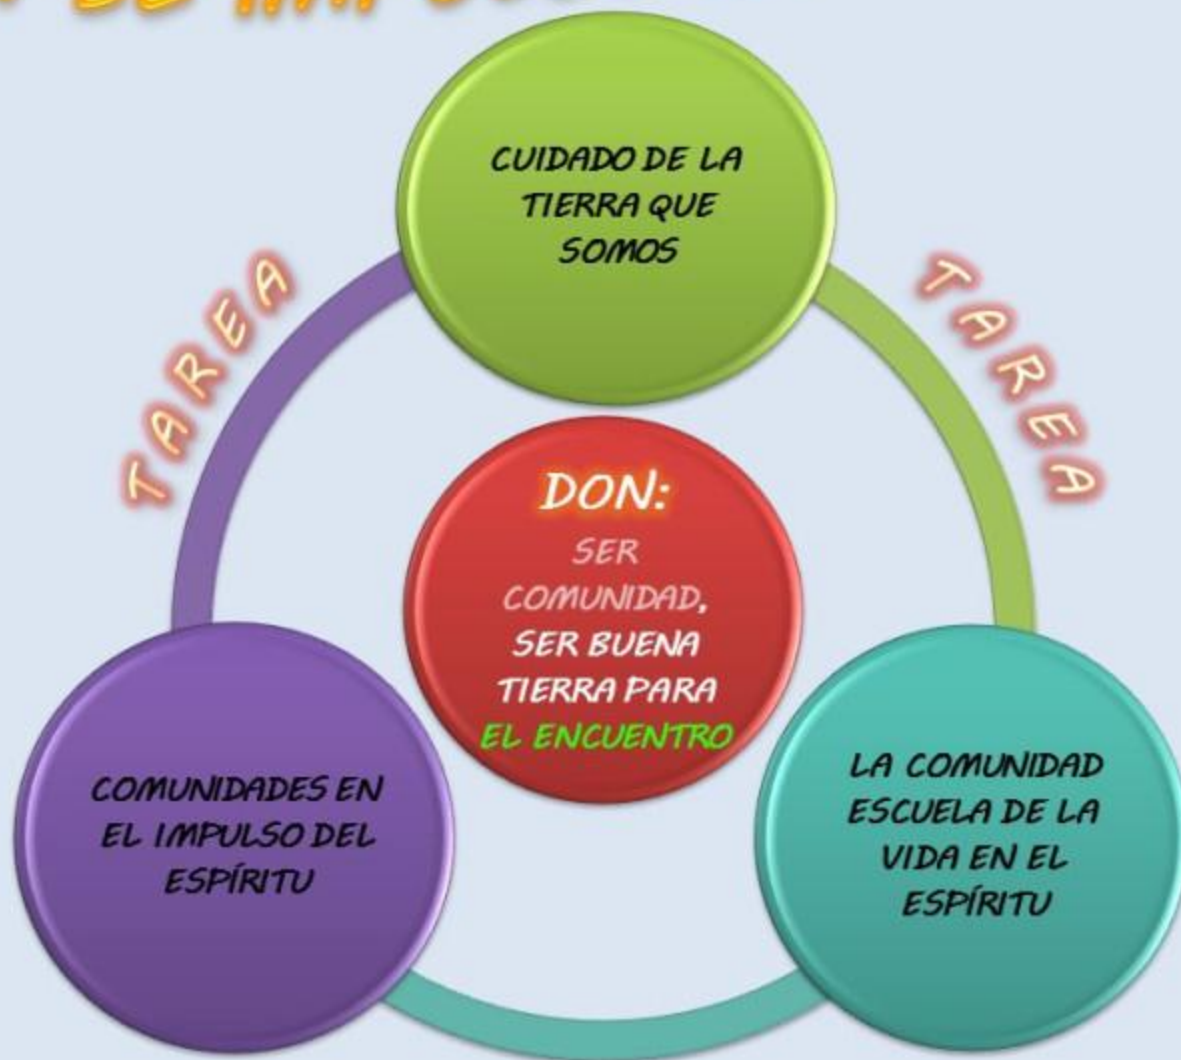 DE
CUIDADO DE LA
TIERRA QUE
SOMOS
TAREA
TAREA
DON:
SER
COMUNIDAD,
SER BUENA
TIERRA PARA
EL ENCUENTRO
COMUNIDADES EN
EL IMPULSO DEL
ESPÍRITU
LA COMUNIDAD
ESCUELA DE LA
VIDA EN EL
ESPÍRITU